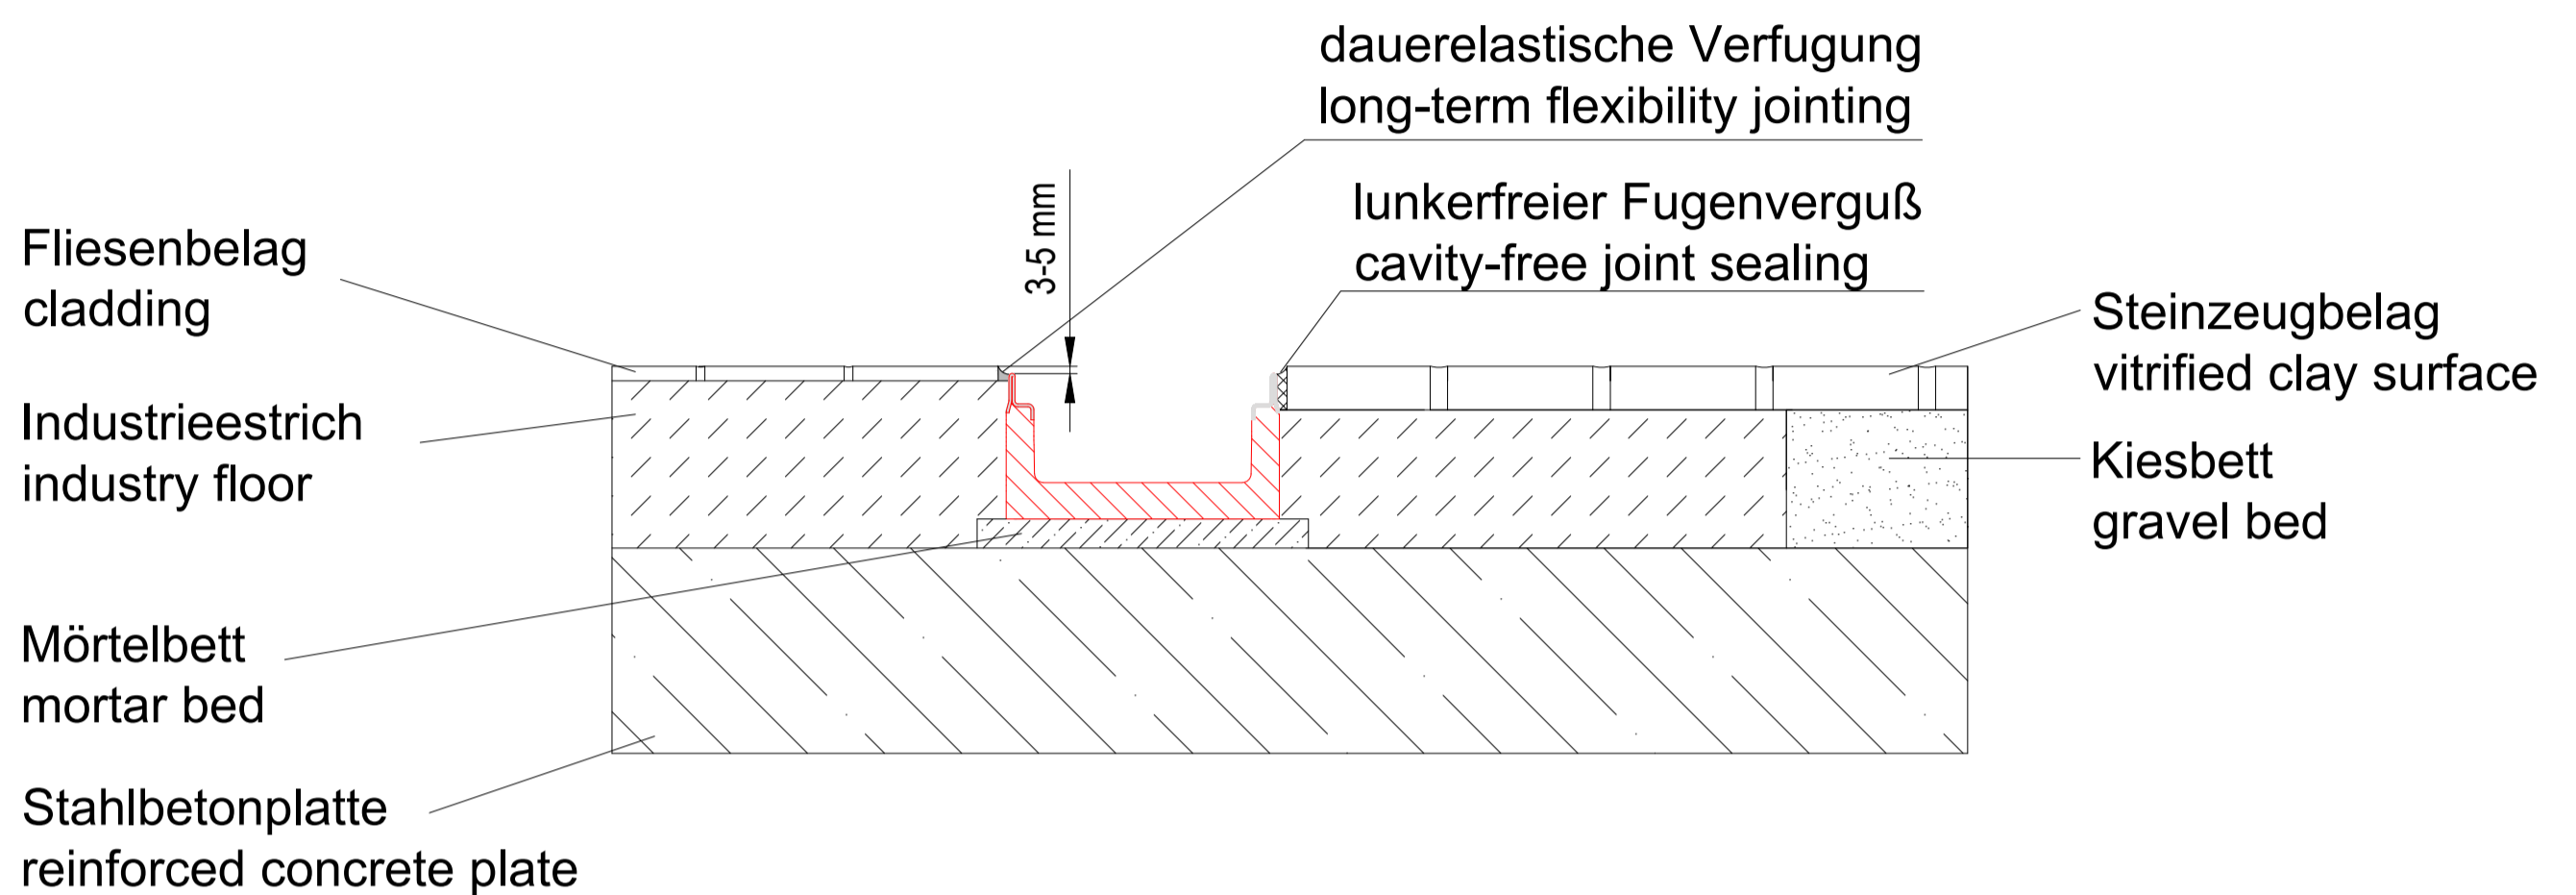 dauerelastische Verfugung
long-term flexibility jointing
lunkerfreier Fugenverguß
cavity-free joint sealing
3-5 mm
Fliesenbelag
cladding
Industrieestrich
industry floor
Mörtelbett
mortar bed
Stahlbetonplatte
reinforced concrete plate
Steinzeugbelag
vitrified clay surface
Kiesbett
gravel bed